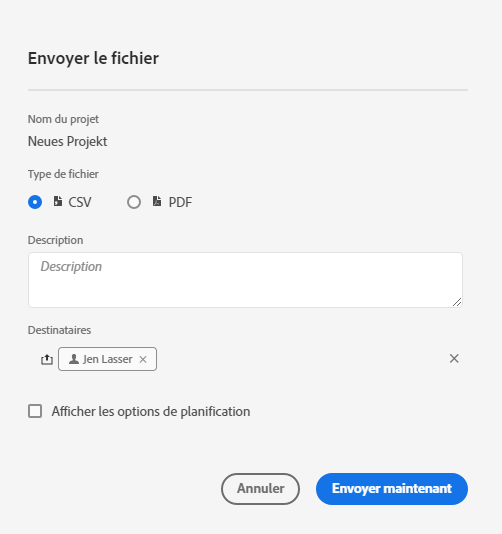 Envoyer le fichier
Nom du projet
Neues Projekt
Type de fichier
CSV PDF
Description
Description
Destinataires
Jen Lasser
Afficher les options de planification
Annuler Envoyer maintenant